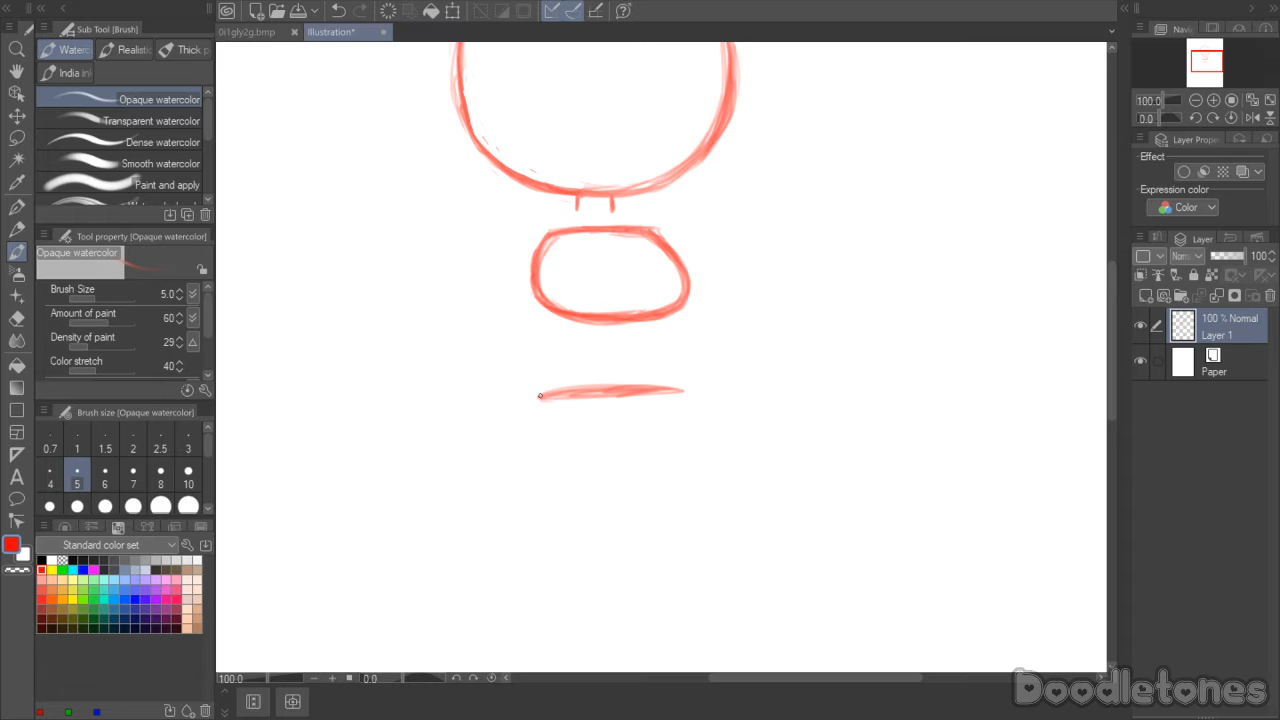 Sub Tool [Brush]
0i1gly2g.bmp
Illustration*
Navi
Waterc
Realistic
Thick p
India in
Opaque watercolor
Transparent watercolor
Dense watercolor
Smooth watercolor
Paint and apply
Tool property [Opaque watercolor]
Opaque watercolor
Brush Size
5.0
Amount of paint
60
Density of paint
29
Color stretch
40
Brush size [Opaque watercolor]
0.7 1 1.5 2 2.5 3
4 5 6 7 8 10
Standard color set
100.0
0.0
100.0
0.0
Layer Proper
Effect
Expression color
Color
Layer
Norma
100
100 % Normal
Layer 1
Paper
Doodletones